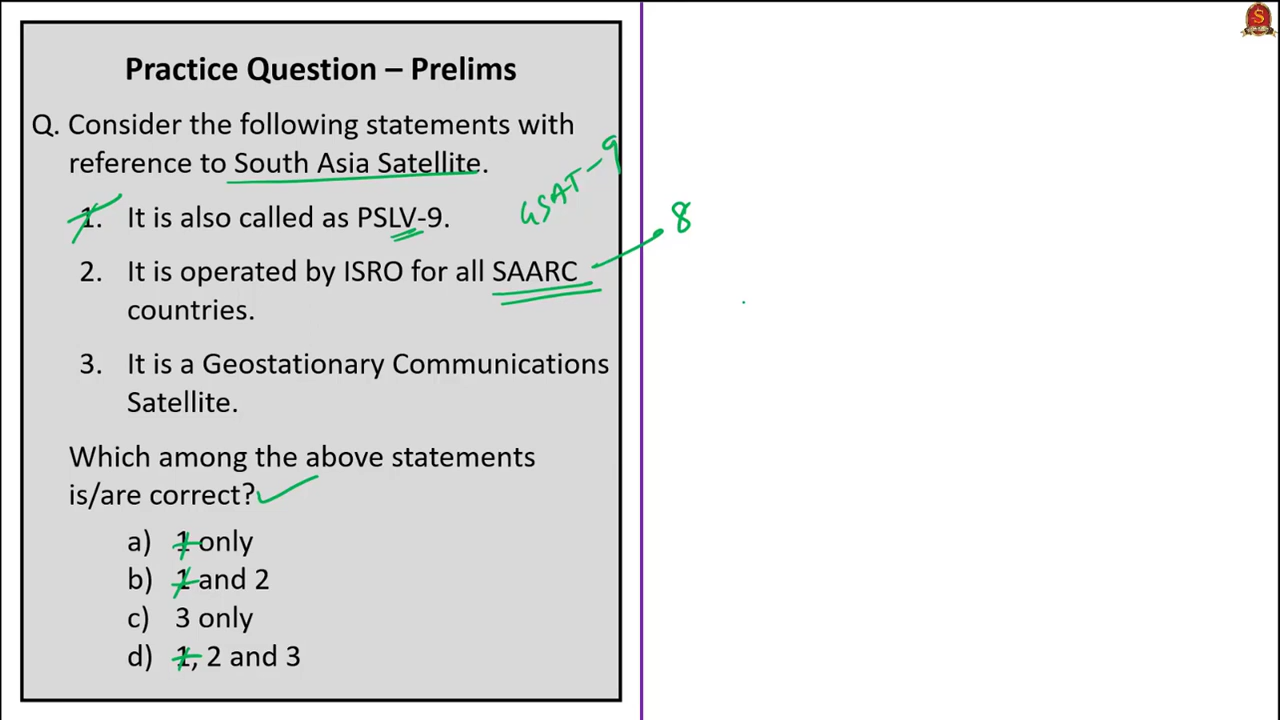 Practice Question – Prelims
Q. Consider the following statements with
reference to South Asia Satellite.
GSAT-9
1. It is also called as PSLV-9.
8
2. It is operated by ISRO for all SAARC
countries.
3. It is a Geostationary Communications
Satellite.
Which among the above statements
is/are correct?
a) 1 only
b) 1 and 2
c) 3 only
d) 1, 2 and 3